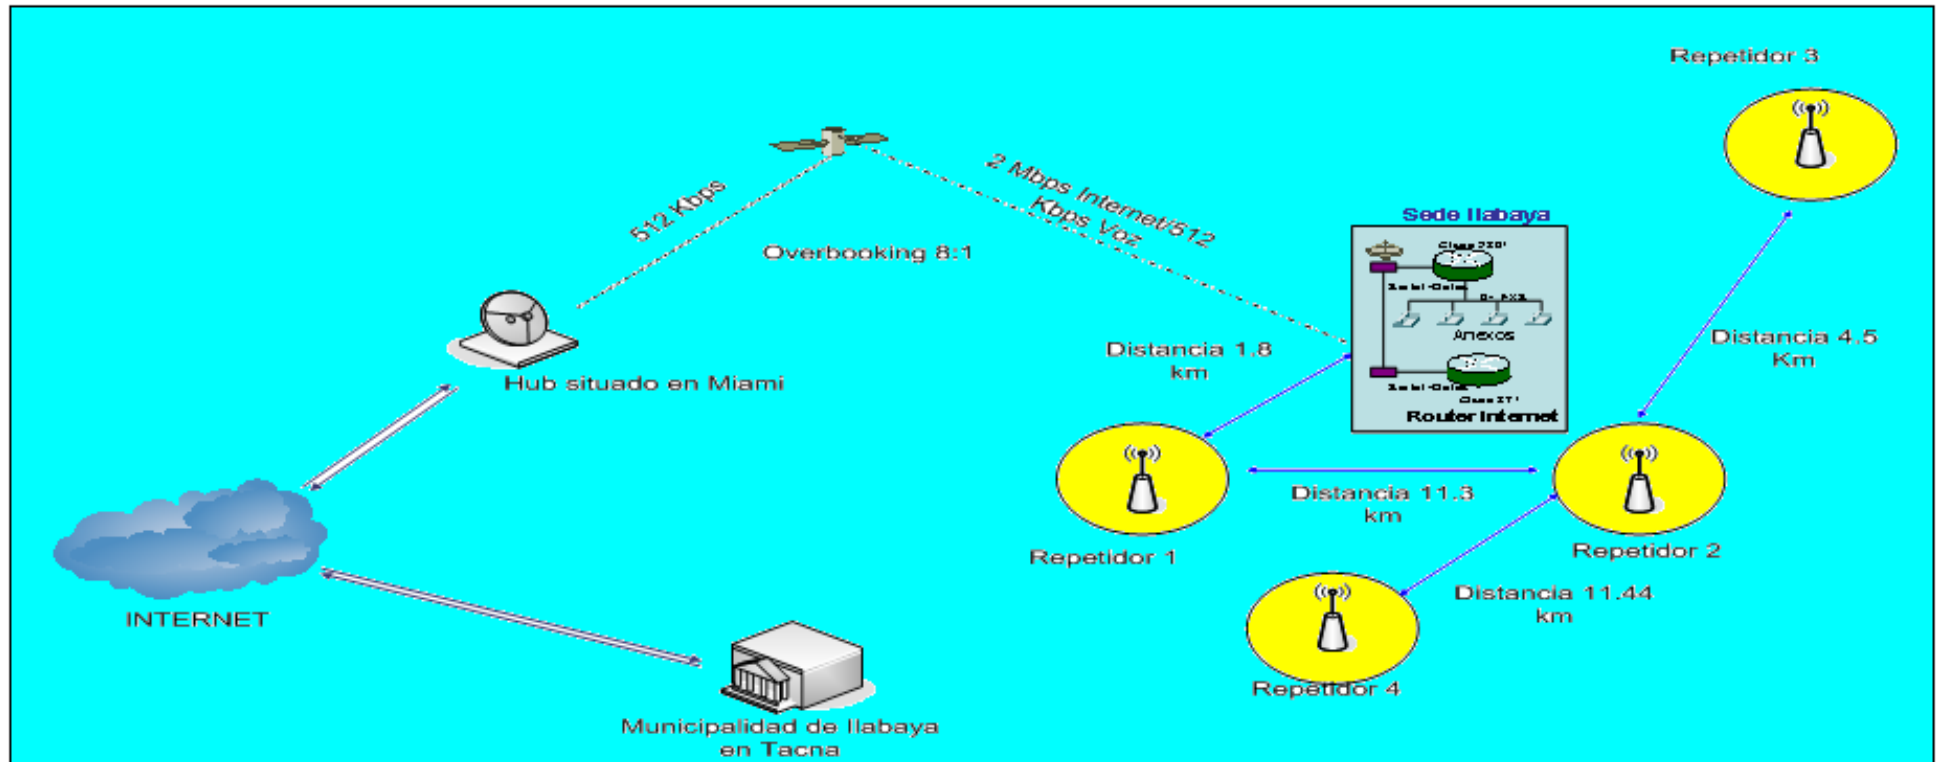 Repetidor 3
512 Kbps
2 Mbps Internet/512
Kbps Voz
Overbooking 8:1
Sede Ilabaya
Anexos
Router Internet
Distancia 1.8
km
Distancia 4.5
Km
Hub situado en Miami
Distancia 11.3
km
Repetidor 1
Repetidor 2
Distancia 11.44
km
INTERNET
Repetidor 4
Municipalidad de Ilabaya
en Tacna